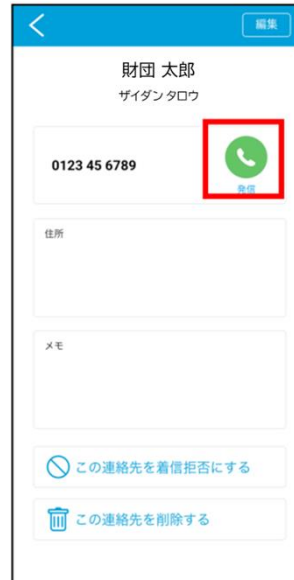 編集
財団 太郎
ザイダン タロウ
0123 45 6789
発信
住所
メモ
この連絡先を着信拒否にする
この連絡先を削除する